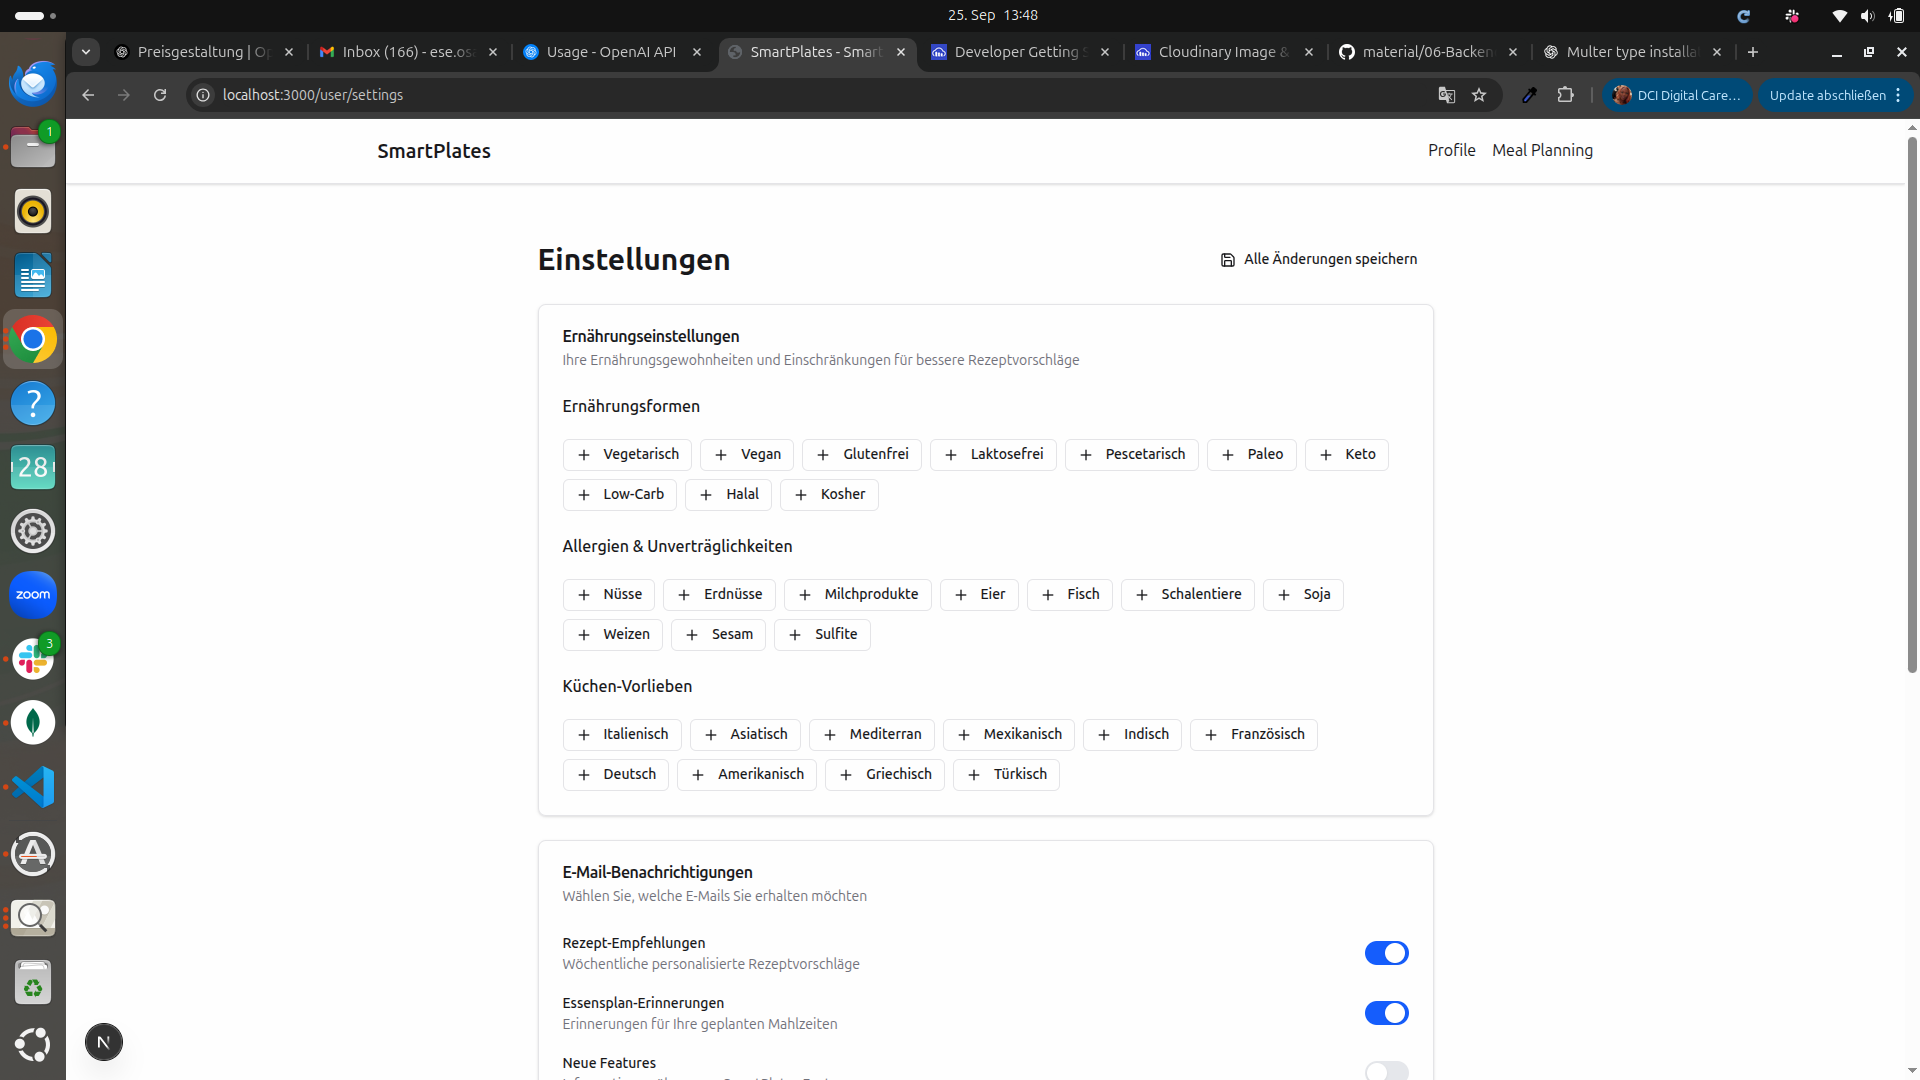 25. Sep 13:48
Preisgestaltung | Op
Inbox (166) - ese.osa
Usage - OpenAI API
SmartPlates - Smart
Developer Getting S
Cloudinary Image &
material/06-Backen
Multer type installa
localhost:3000/user/settings
DCI Digital Care...
Update abschließen
SmartPlates
Profile
Meal Planning
Einstellungen
Alle Änderungen speichern
Ernährungseinstellungen
Ihre Ernährungsgewohnheiten und Einschränkungen für bessere Rezeptvorschläge
Ernährungsformen
+ Vegetarisch + Vegan + Glutenfrei + Laktosefrei + Pescetarisch + Paleo + Keto
+ Low-Carb + Halal + Kosher
Allergien & Unverträglichkeiten
+ Nüsse + Erdnüsse + Milchprodukte + Eier + Fisch + Schalentiere + Soja
+ Weizen + Sesam + Sulfite
Küchen-Vorlieben
+ Italienisch + Asiatisch + Mediterran + Mexikanisch + Indisch + Französisch
+ Deutsch + Amerikanisch + Griechisch + Türkisch
E-Mail-Benachrichtigungen
Wählen Sie, welche E-Mails Sie erhalten möchten
Rezept-Empfehlungen
Wöchentliche personalisierte Rezeptvorschläge
Essensplan-Erinnerungen
Erinnerungen für Ihre geplanten Mahlzeiten
Neue Features
1
?
28
zoom
3
N